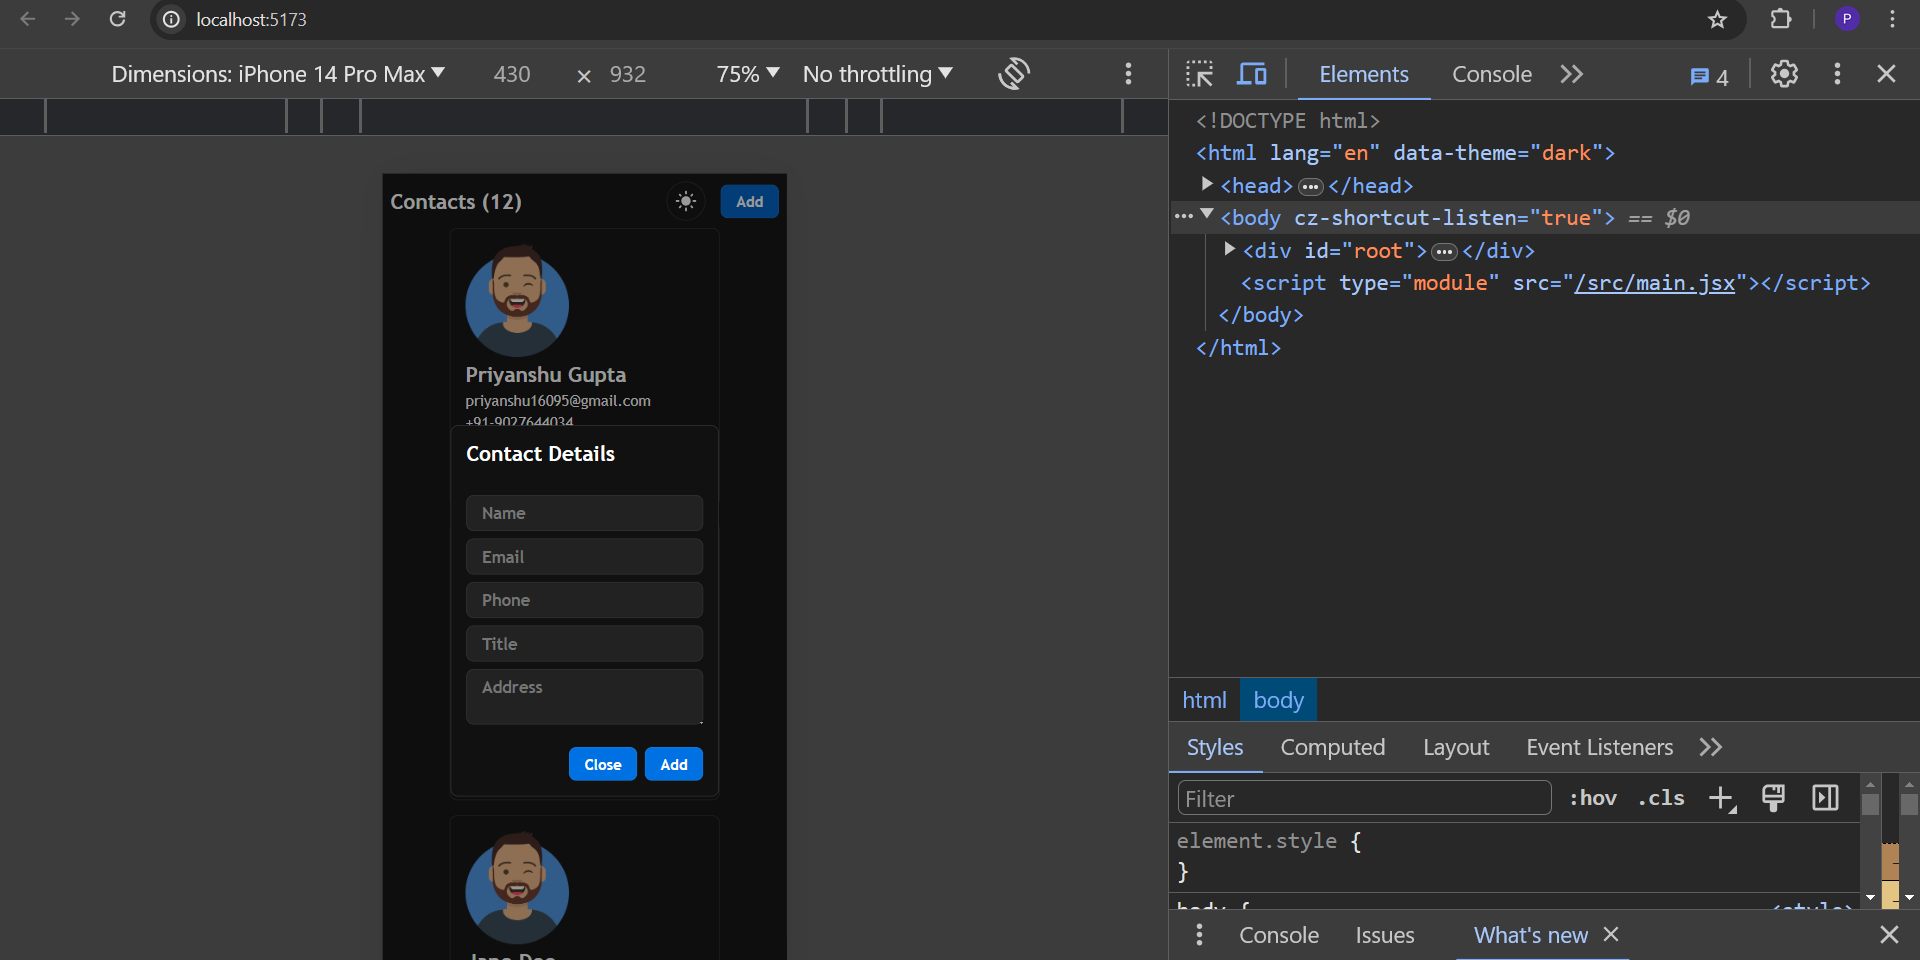 localhost:5173
P
Dimensions: iPhone 14 Pro Max 430 × 932 75% No throttling
Elements Console 4
<!DOCTYPE html>
<html lang="en" data-theme="dark">
<head> ••• </head>
••• <body cz-shortcut-listen="true"> == $0
<div id="root"> ••• </div>
<script type="module" src="/src/main.jsx"></script>
</body>
</html>
Contacts (12) Add
Priyanshu Gupta
priyanshu16095@gmail.com
+91-9027644034
Contact Details
Name
Email
Phone
Title
Address
Close Add
Jane Doe
html body
Styles Computed Layout Event Listeners
Filter :hov .cls
element.style {
}
body { <style>
Console Issues What's new